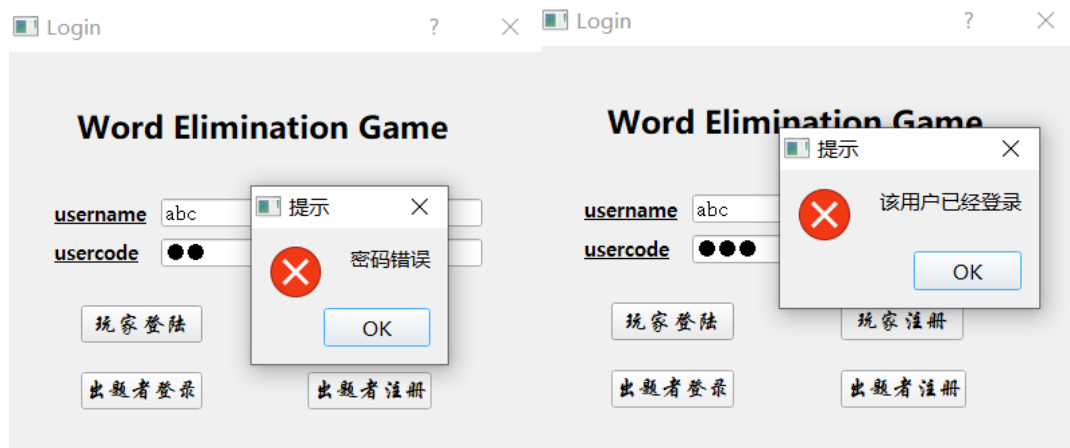 Login
Word Elimination Game
username abc
提示
usercode ●●
密码错误
OK
玩家登陆
出题者登录 出题者注册
Login
Word Elimination Game
提示
username abc
该用户已经登录
usercode ●●●
OK
玩家登陆 玩家注册
出题者登录 出题者注册